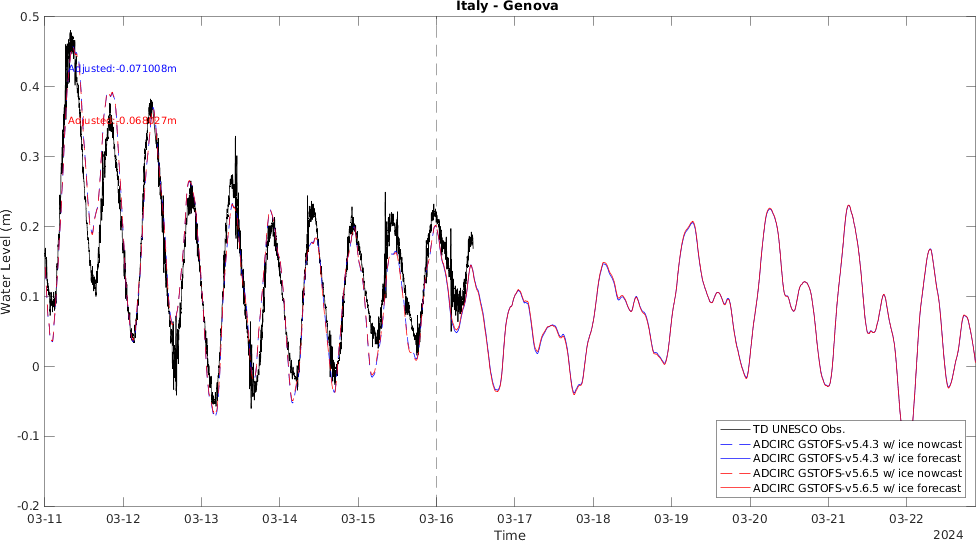 Italy - Genova
0.5
0.4
0.3
0.2
0.1
0
-0.1
-0.2
Water Level (m)
Adjusted:-0.071008m
TD UNESCO Obs.
ADCIRC GSTOFS-v5.4.3 w/ ice nowcast
ADCIRC GSTOFS-v5.4.3 w/ ice forecast
ADCIRC GSTOFS-v5.6.5 w/ ice nowcast
ADCIRC GSTOFS-v5.6.5 w/ ice forecast
03-11 03-12 03-13 03-14 03-15 03-16 03-17 03-18 03-19 03-20 03-21 03-22
2024
Time